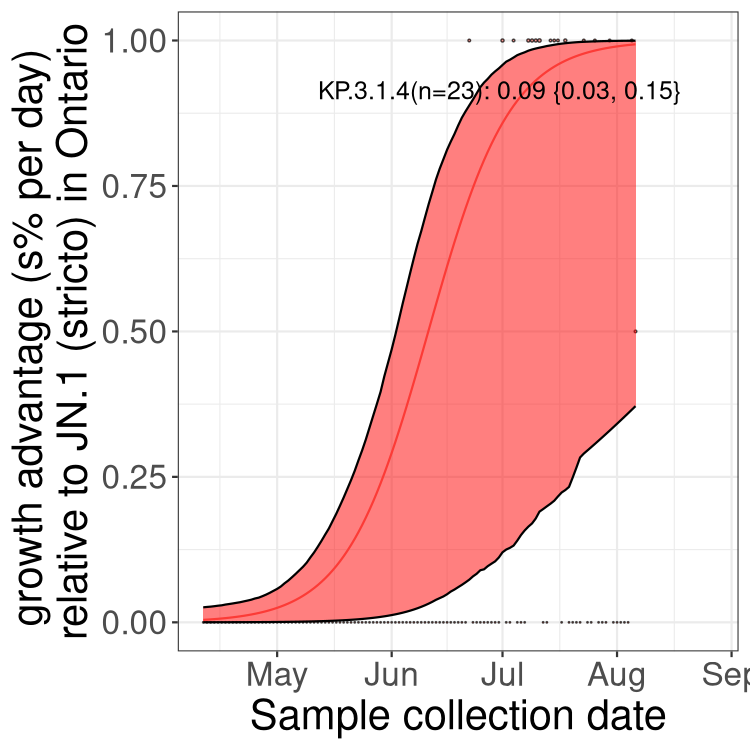 growth advantage (s% per day)
relative to JN.1 (stricto) in Ontario
1.00
0.75
0.50
0.25
0.00
KP.3.1.4(n=23): 0.09 {0.03, 0.15}
May Jun Jul Aug Sep
Sample collection date